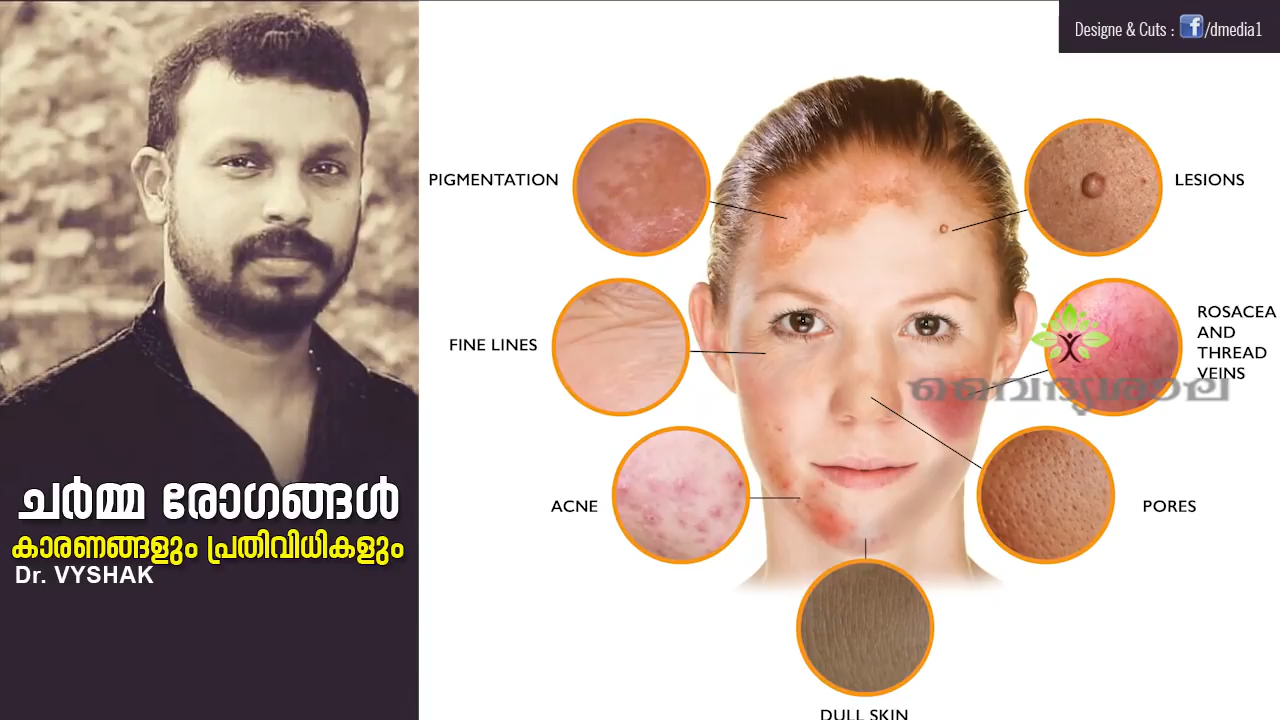 Designe & Cuts : f/dmedia1
PIGMENTATION
LESIONS
FINE LINES
ROSACEA
AND
THREAD
VEINS
വൈദ്യശാല
ACNE
PORES
DULL SKIN
ചർമ്മ രോഗങ്ങൾ
കാരണങ്ങളും പ്രതിവിധികളും
Dr. VYSHAK